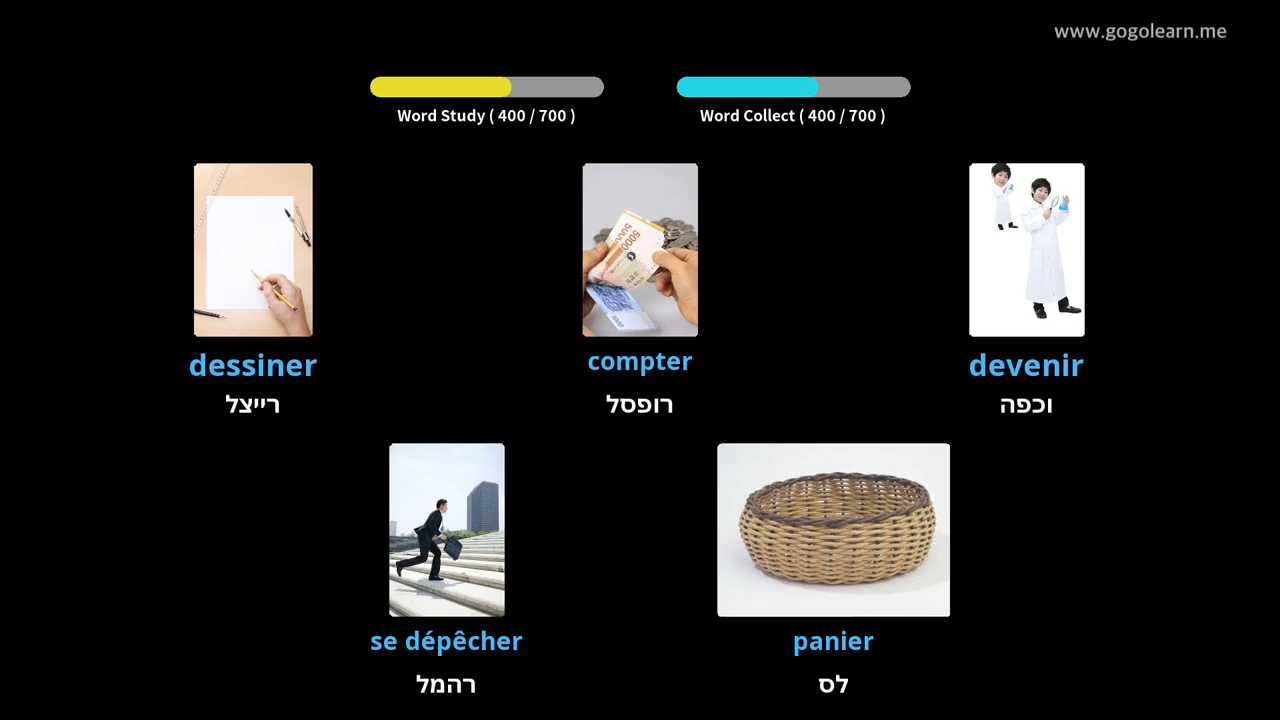 www.gogolearn.me
Word Study ( 400 / 700 )
Word Collect ( 400 / 700 )
dessiner
רייצל
compter
רופסל
devenir
וכפה
se dépêcher
רהמל
panier
לס